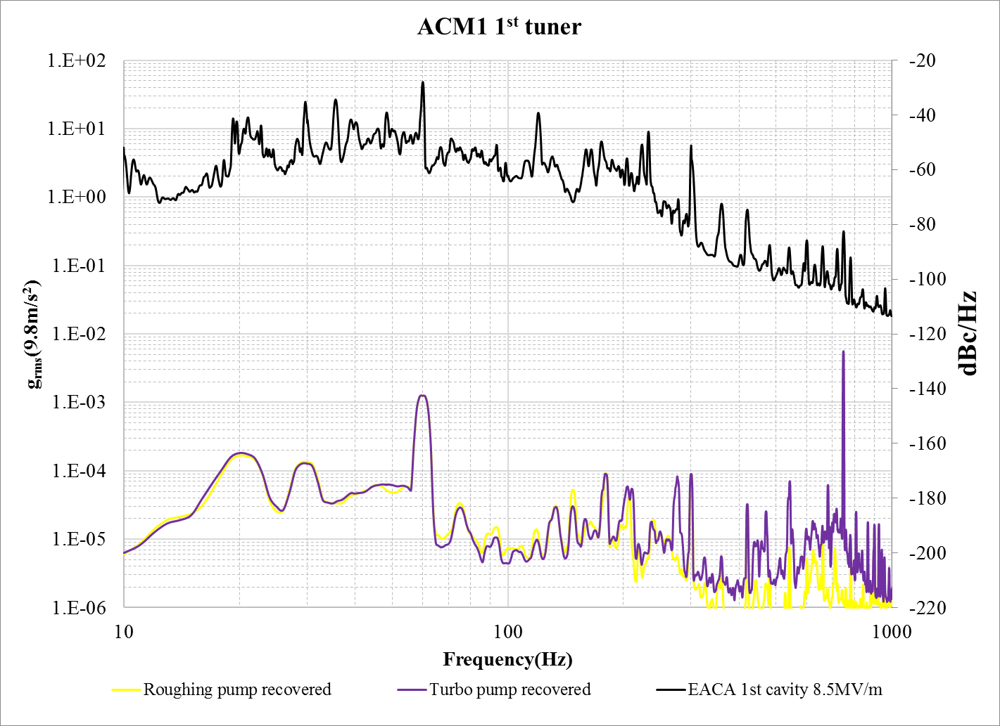 ACM1 1st tuner
1.E+02
1.E+01
1.E+00
1.E-01
1.E-02
1.E-03
1.E-04
1.E-05
1.E-06
grms(9.8m/s2)
-20
-40
-60
-80
-100
-120
-140
-160
-180
-200
-220
dBc/Hz
10 100 1000
Frequency(Hz)
Roughing pump recovered Turbo pump recovered EACA 1st cavity 8.5MV/m